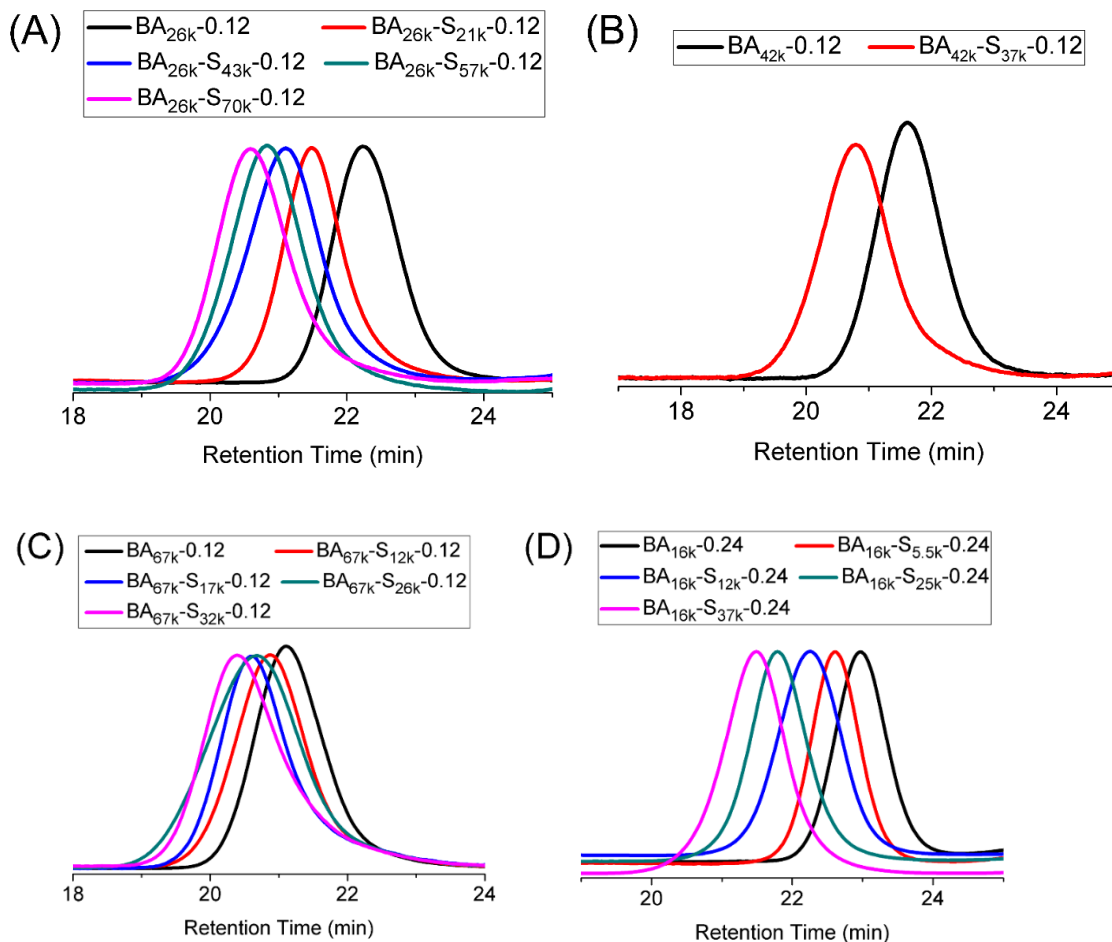 (A)
BA26k-0.12 BA26k-S21k-0.12
BA26k-S43k-0.12 BA26k-S57k-0.12
BA26k-S70k-0.12
18 20 22 24
Retention Time (min)
(B)
BA42k-0.12 BA42k-S37k-0.12
18 20 22 24
Retention Time (min)
(C)
BA67k-0.12 BA67k-S12k-0.12
BA67k-S17k-0.12 BA67k-S26k-0.12
BA67k-S32k-0.12
18 20 22 24
Retention Time (min)
(D)
BA16k-0.24 BA16k-S5.5k-0.24
BA16k-S12k-0.24 BA16k-S25k-0.24
BA16k-S37k-0.24
20 22 24
Retention Time (min)